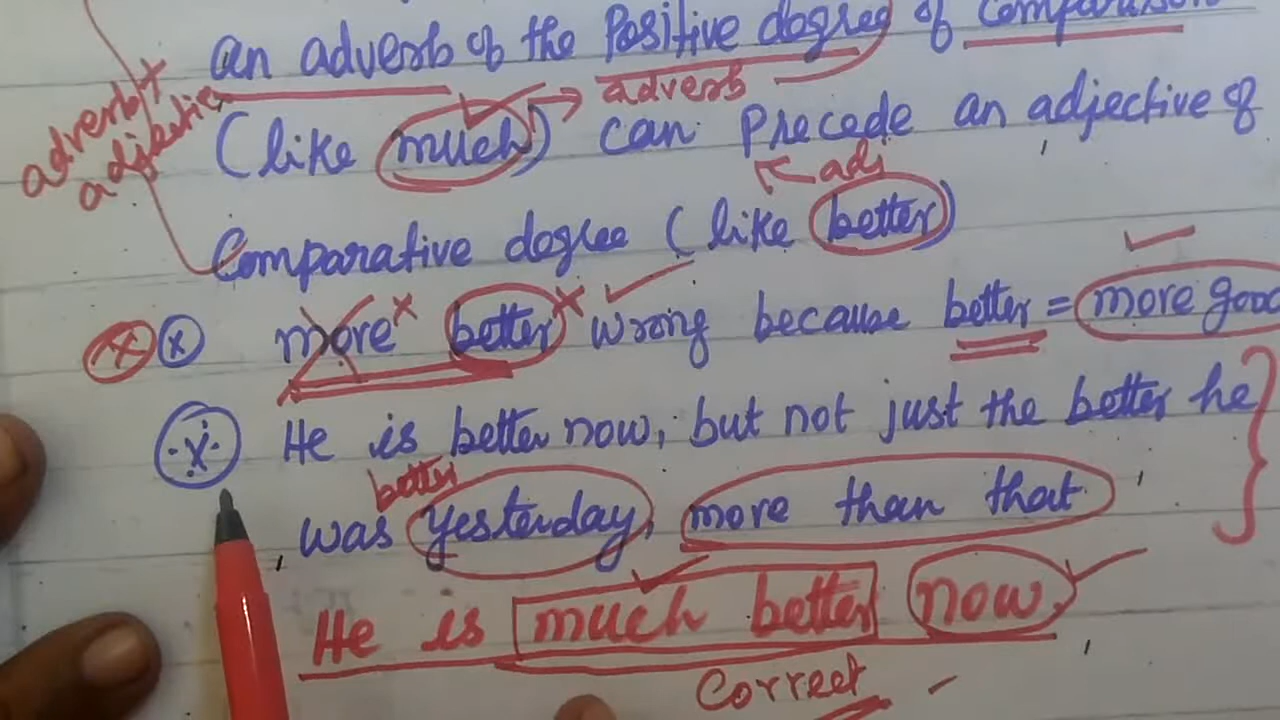 an adverb of the Positive degree of Comparison
adverb
(like much) → can Precede an adjective of
adverb +
adjective
adj
Comparative degree (like better)
x x more x better x wrong because better = more good
.x. He is better now, but not just the better he
better
was yesterday, more than that
He is much better now.
Correct